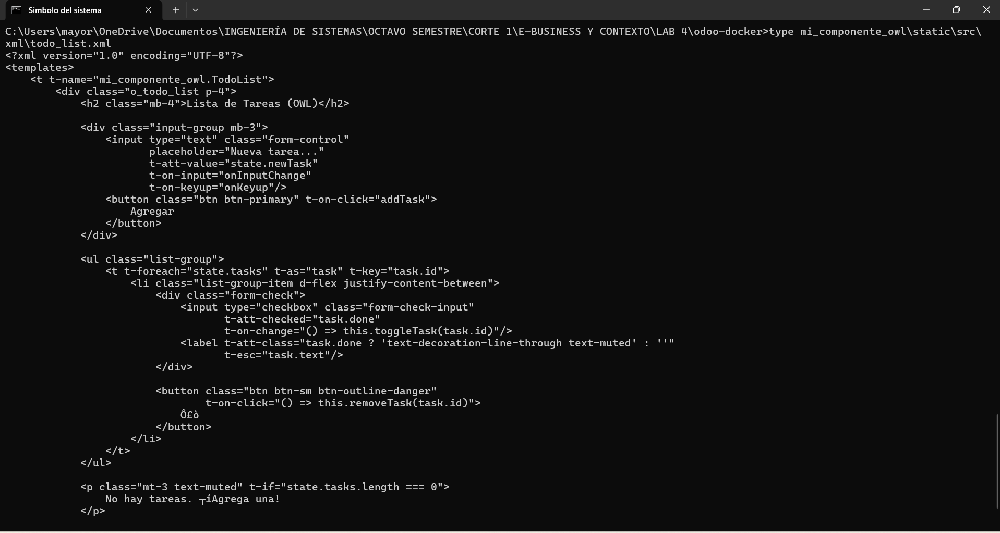 Símbolo del sistema
C:\Users\mayor\OneDrive\Documentos\INGENIERÍA DE SISTEMAS\OCTAVO SEMESTRE\CORTE 1\E-BUSINESS Y CONTEXTO\LAB 4\odoo-docker>type mi_componente_owl\static\src\
xml\todo_list.xml
<?xml version="1.0" encoding="UTF-8"?>
<templates>
    <t t-name="mi_componente_owl.TodoList">
        <div class="o_todo_list p-4">
            <h2 class="mb-4">Lista de Tareas (OWL)</h2>

            <div class="input-group mb-3">
                <input type="text" class="form-control"
                       placeholder="Nueva tarea..."
                       t-att-value="state.newTask"
                       t-on-input="onInputChange"
                       t-on-keyup="onKeyup"/>
                <button class="btn btn-primary" t-on-click="addTask">
                    Agregar
                </button>
            </div>

            <ul class="list-group">
                <t t-foreach="state.tasks" t-as="task" t-key="task.id">
                    <li class="list-group-item d-flex justify-content-between">
                        <div class="form-check">
                            <input type="checkbox" class="form-check-input"
                                   t-att-checked="task.done"
                                   t-on-change="() => this.toggleTask(task.id)"/>
                            <label t-att-class="task.done ? 'text-decoration-line-through text-muted' : ''"
                                   t-esc="task.text"/>
                        </div>

                        <button class="btn btn-sm btn-outline-danger"
                                t-on-click="() => this.removeTask(task.id)">
                            Ô£ò
                        </button>
                    </li>
                </t>
            </ul>

            <p class="mt-3 text-muted" t-if="state.tasks.length === 0">
                No hay tareas. ┬íAgrega una!
            </p>